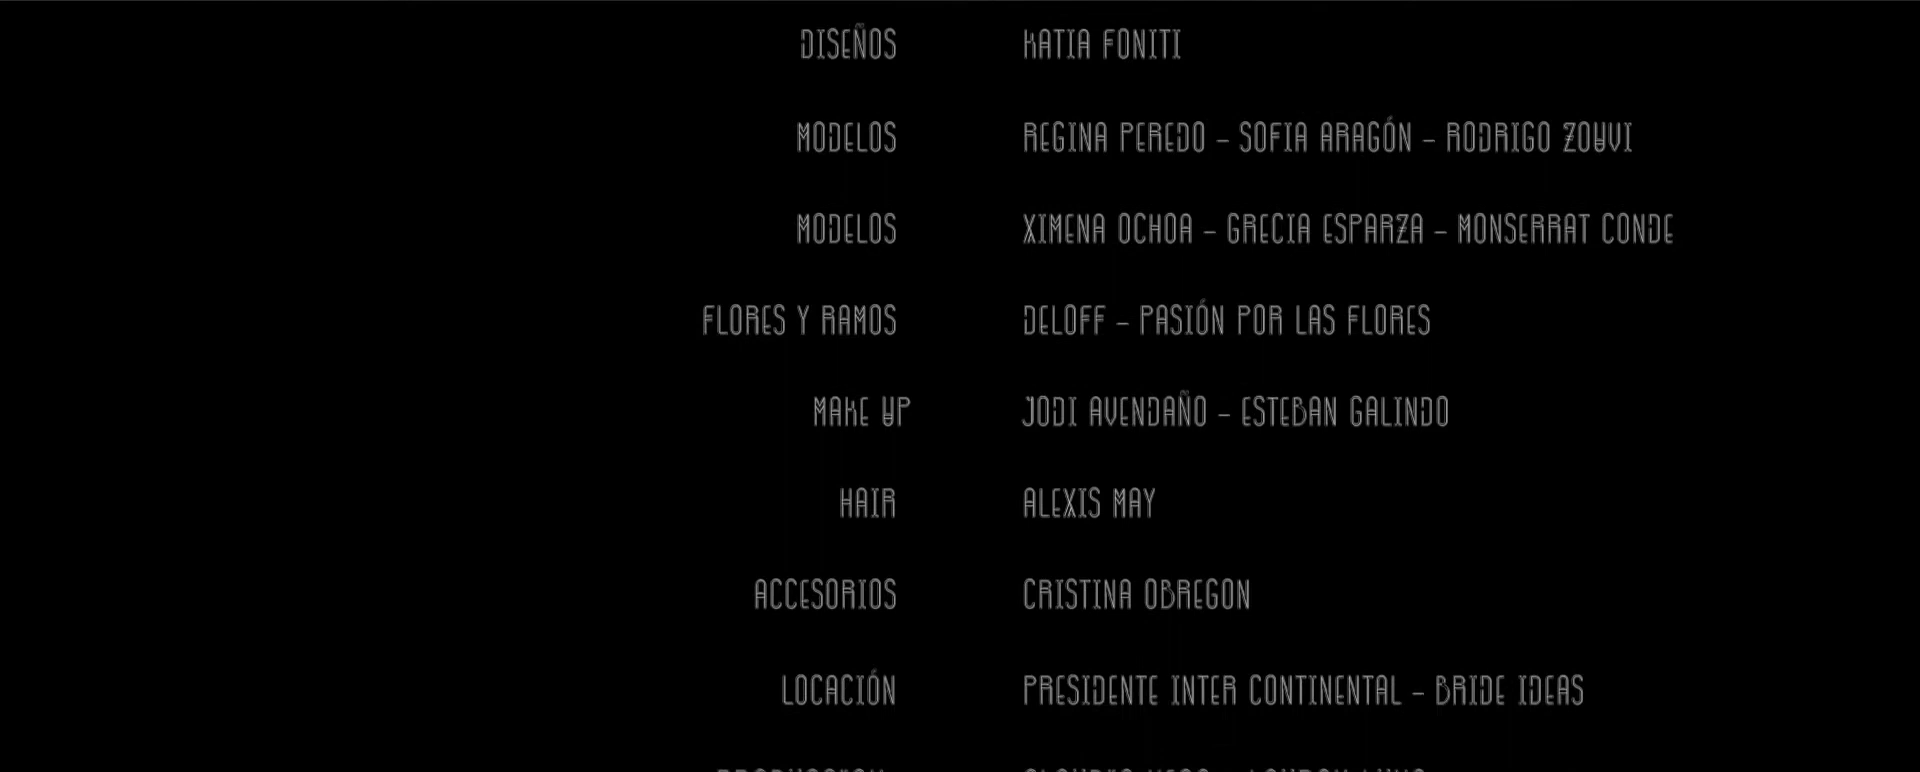 DISEÑOS KATIA FONITI
MODELOS REGINA PEREDO – SOFIA ARAGÓN – RODRIGO ZOUVI
MODELOS XIMENA OCHOA – GRECIA ESPARZA – MONSERRAT CONDE
FLORES Y RAMOS DELOFF – PASIÓN POR LAS FLORES
MAKE UP JODI AVENDAÑO – ESTEBAN GALINDO
HAIR ALEXIS MAY
ACCESORIOS CRISTINA OBREGON
LOCACIÓN PRESIDENTE INTER CONTINENTAL – BRIDE IDEAS